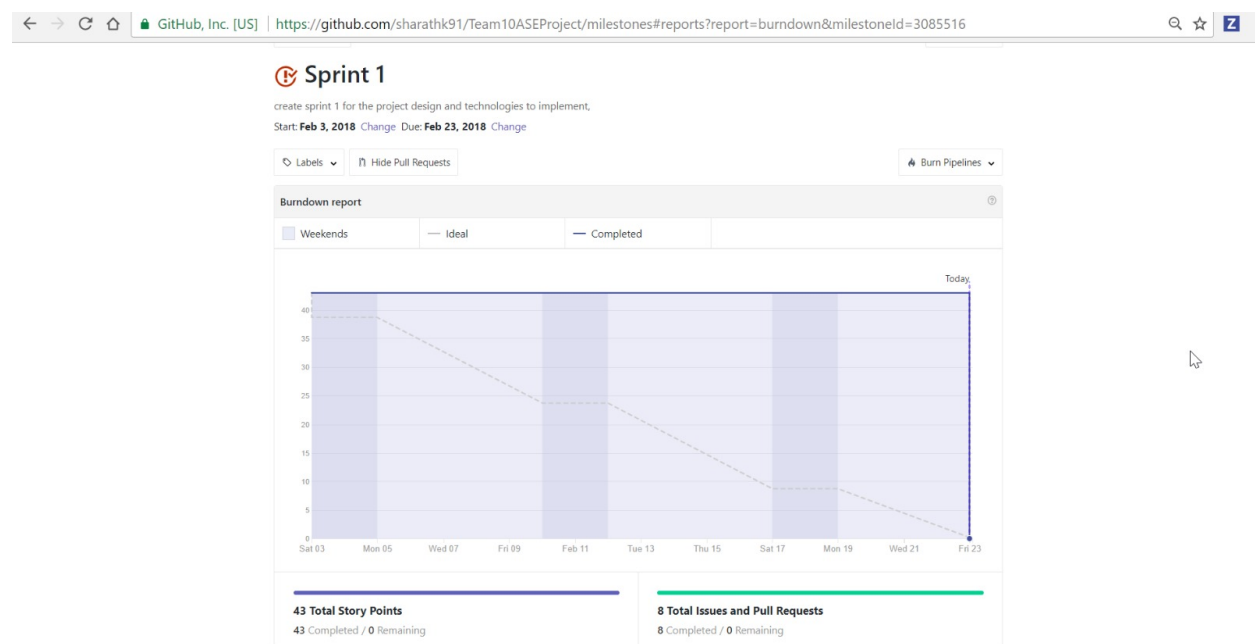 GitHub, Inc. [US] | https://github.com/sharathk91/Team10ASEProject/milestones#reports?report=burndown&milestoneId=3085516
Z
Sprint 1
create sprint 1 for the project design and technologies to implement,
Start: Feb 3, 2018 Change Due: Feb 23, 2018 Change
Labels Hide Pull Requests Burn Pipelines
Burndown report
Weekends Ideal Completed
Today
40
35
30
25
20
15
10
5
0
Sat 03 Mon 05 Wed 07 Fri 09 Feb 11 Tue 13 Thu 15 Sat 17 Mon 19 Wed 21 Fri 23
43 Total Story Points 8 Total Issues and Pull Requests
43 Completed / 0 Remaining 8 Completed / 0 Remaining